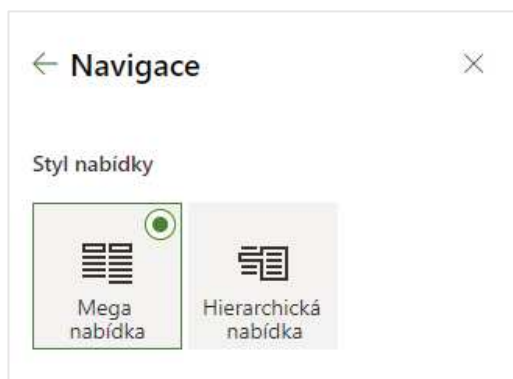 Navigace
Styl nabídky
Mega
nabídka
Hierarchická
nabídka